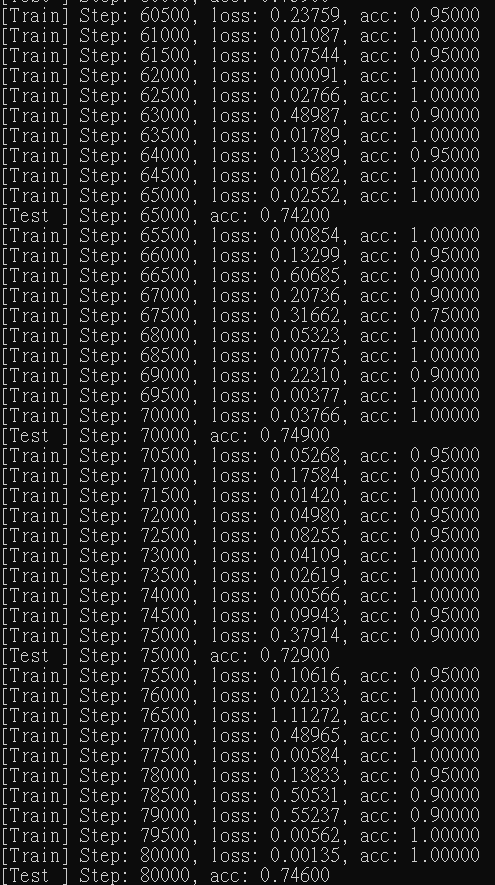 [Train] Step: 60500, loss: 0.23759, acc: 0.95000
[Train] Step: 61000, loss: 0.01087, acc: 1.00000
[Train] Step: 61500, loss: 0.07544, acc: 0.95000
[Train] Step: 62000, loss: 0.00091, acc: 1.00000
[Train] Step: 62500, loss: 0.02766, acc: 1.00000
[Train] Step: 63000, loss: 0.48987, acc: 0.90000
[Train] Step: 63500, loss: 0.01789, acc: 1.00000
[Train] Step: 64000, loss: 0.13389, acc: 0.95000
[Train] Step: 64500, loss: 0.01682, acc: 1.00000
[Train] Step: 65000, loss: 0.02552, acc: 1.00000
[Test ] Step: 65000, acc: 0.74200
[Train] Step: 65500, loss: 0.00854, acc: 1.00000
[Train] Step: 66000, loss: 0.13299, acc: 0.95000
[Train] Step: 66500, loss: 0.60685, acc: 0.90000
[Train] Step: 67000, loss: 0.20736, acc: 0.90000
[Train] Step: 67500, loss: 0.31662, acc: 0.75000
[Train] Step: 68000, loss: 0.05323, acc: 1.00000
[Train] Step: 68500, loss: 0.00775, acc: 1.00000
[Train] Step: 69000, loss: 0.22310, acc: 0.90000
[Train] Step: 69500, loss: 0.00377, acc: 1.00000
[Train] Step: 70000, loss: 0.03766, acc: 1.00000
[Test ] Step: 70000, acc: 0.74900
[Train] Step: 70500, loss: 0.05268, acc: 0.95000
[Train] Step: 71000, loss: 0.17584, acc: 0.95000
[Train] Step: 71500, loss: 0.01420, acc: 1.00000
[Train] Step: 72000, loss: 0.04980, acc: 0.95000
[Train] Step: 72500, loss: 0.08255, acc: 0.95000
[Train] Step: 73000, loss: 0.04109, acc: 1.00000
[Train] Step: 73500, loss: 0.02619, acc: 1.00000
[Train] Step: 74000, loss: 0.00566, acc: 1.00000
[Train] Step: 74500, loss: 0.09943, acc: 0.95000
[Train] Step: 75000, loss: 0.37914, acc: 0.90000
[Test ] Step: 75000, acc: 0.72900
[Train] Step: 75500, loss: 0.10616, acc: 0.95000
[Train] Step: 76000, loss: 0.02133, acc: 1.00000
[Train] Step: 76500, loss: 1.11272, acc: 0.90000
[Train] Step: 77000, loss: 0.48965, acc: 0.90000
[Train] Step: 77500, loss: 0.00584, acc: 1.00000
[Train] Step: 78000, loss: 0.13833, acc: 0.95000
[Train] Step: 78500, loss: 0.50531, acc: 0.90000
[Train] Step: 79000, loss: 0.55237, acc: 0.90000
[Train] Step: 79500, loss: 0.00562, acc: 1.00000
[Train] Step: 80000, loss: 0.00135, acc: 1.00000
[Test ] Step: 80000, acc: 0.74600